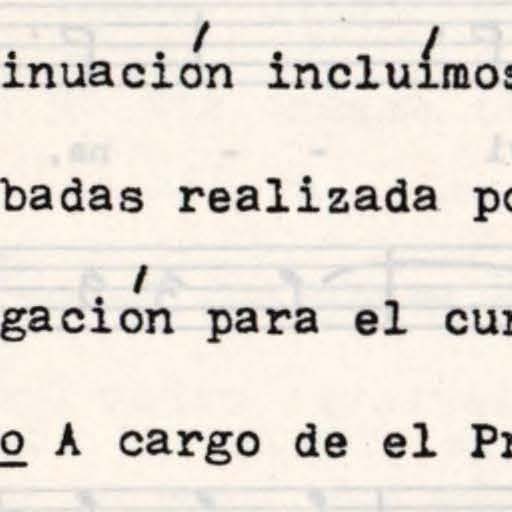 inuación incluímos
badas realizada po
gación para el cur
o A cargo de el Pr